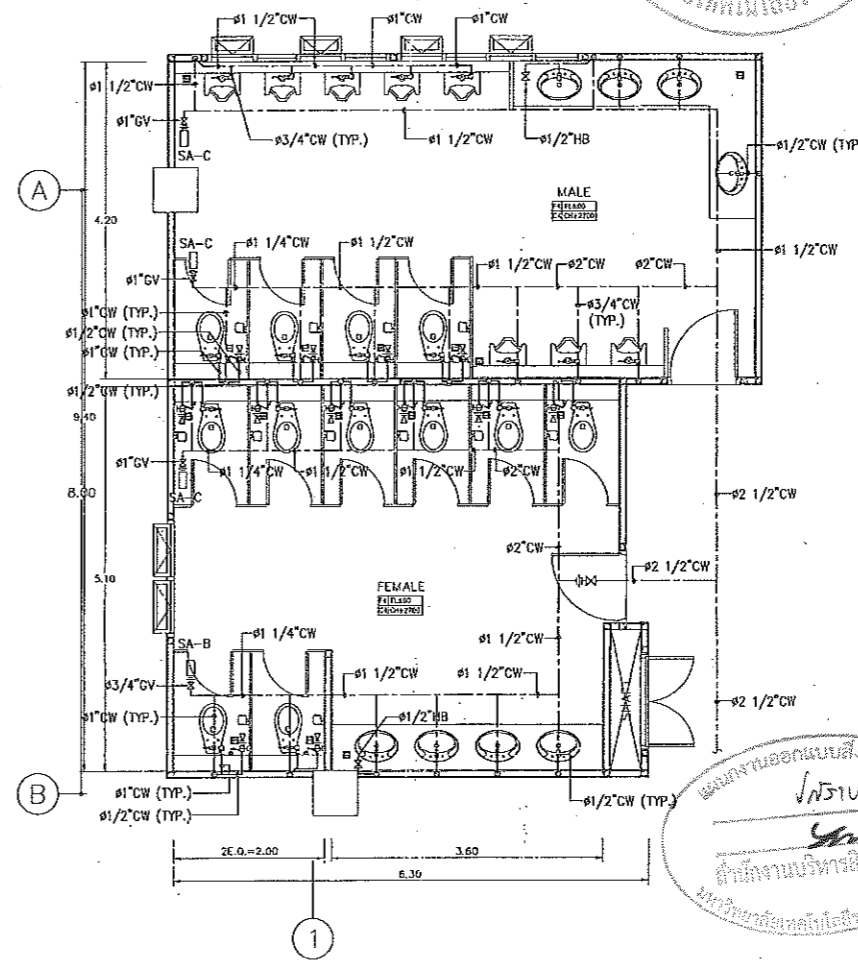 ø1 1/2"CW
ø1"CW
ø1"CW
ø1 1/2"CW
ø1"GV
SA-C
ø3/4"CW (TYP.)
ø1 1/2"CW
ø1/2"HB
ø1/2"CW (TYP
A
4.20
MALE
SA-C
ø1"GV
ø1 1/4"CW
ø1 1/2"CW
ø1 1/2"CW
ø2"CW
ø2"CW
ø1 1/2"CW
ø3/4"CW
(TYP.)
ø1"CW (TYP.)
ø1/2"CW (TYP.)
ø1"CW (TYP.)
ø1/2"CW (TYP.)
9.40
ø1"GV
SA-C
ø1 1/4"CW
ø1 1/2"CW
ø1 1/2"CW
ø2"CW
ø2 1/2"CW
ø2"CW
ø2 1/2"CW
5.10
FEMALE
SA-B
ø1 1/4"CW
ø1 1/2"CW
ø3/4"GV
ø1 1/2"CW
ø1 1/2"CW
ø2 1/2"CW
ø1"CW (TYP.)
ø1/2"HB
B
ø1"CW (TYP.)
ø1/2"CW (TYP.)
ø1/2"CW (TYP.)
2E.Q.=2.00
3.60
6.30
1